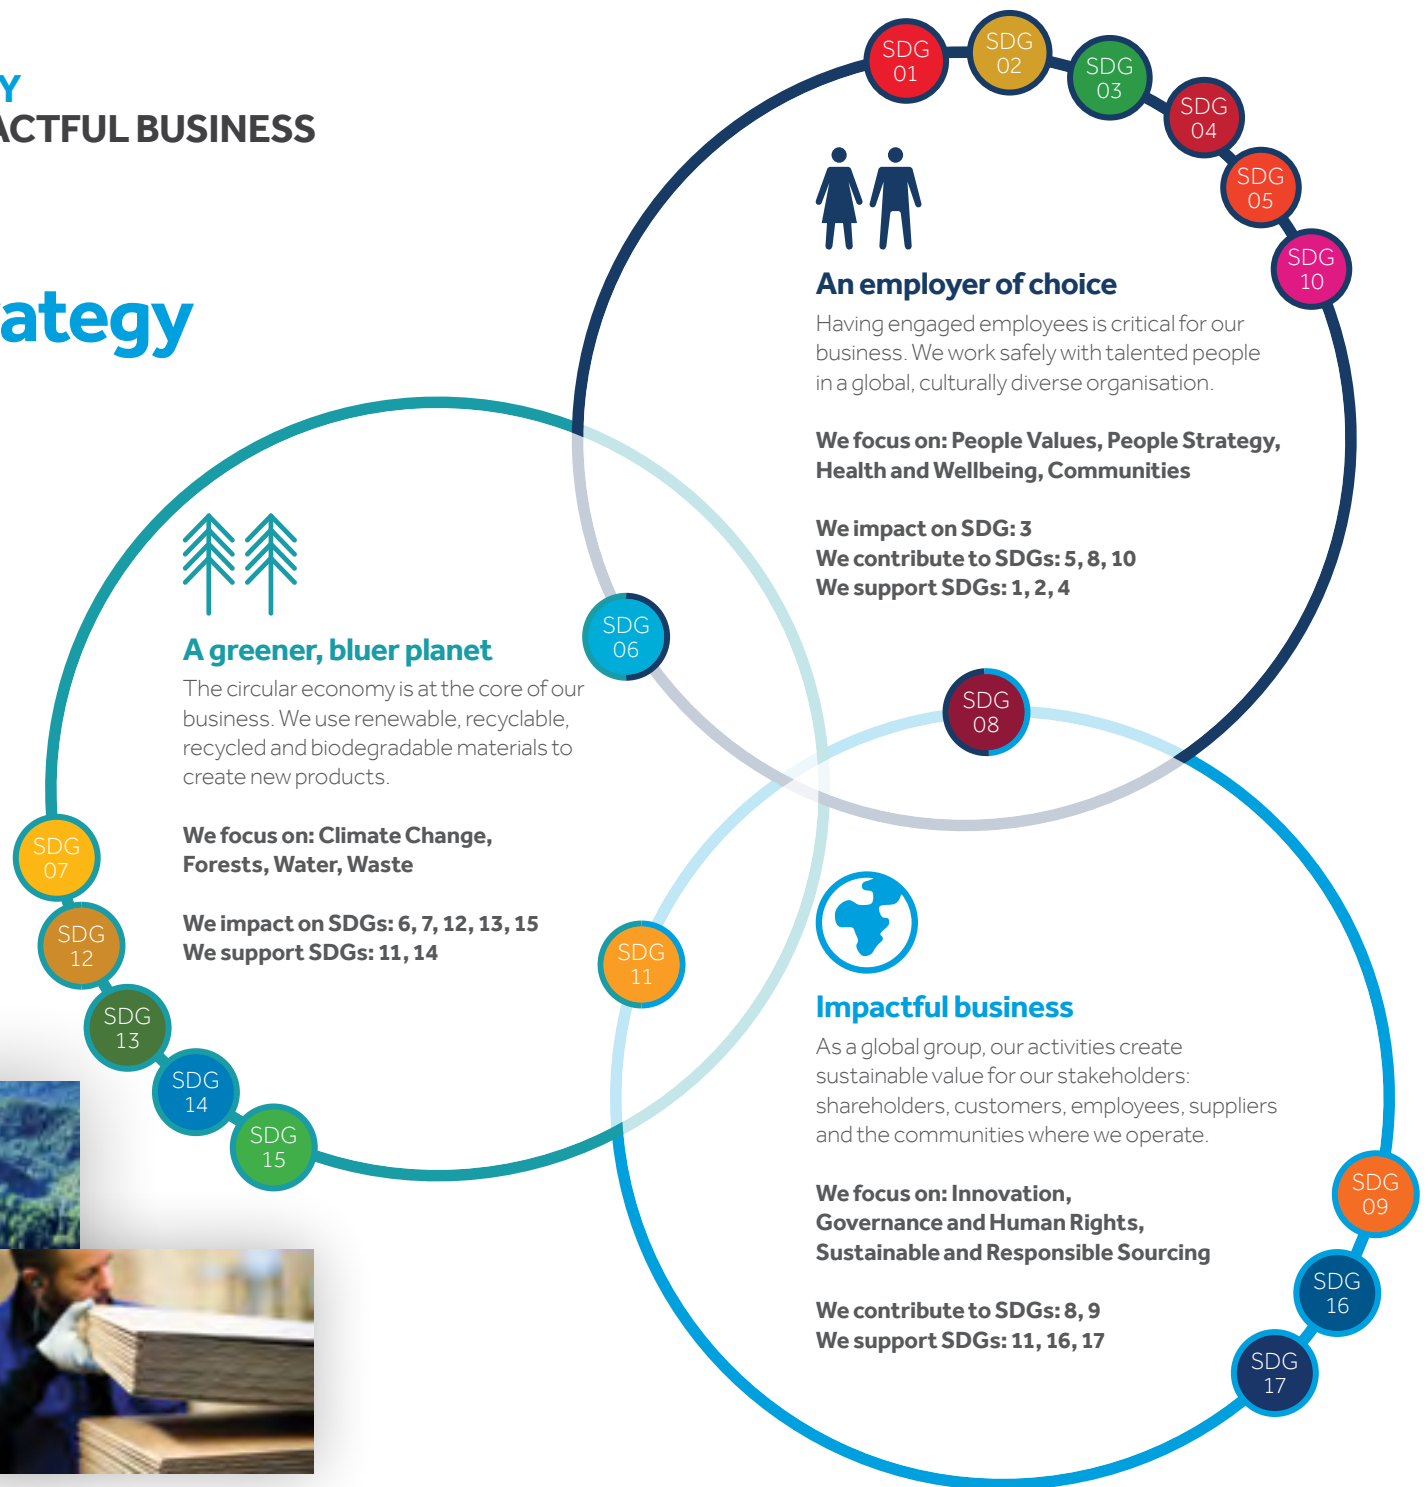 BUSINESS
SDG
01
SDG
02
SDG
03
SDG
04
SDG
05
SDG
10
An employer of choice
Having engaged employees is critical for our
business. We work safely with talented people
in a global, culturally diverse organisation.
We focus on: People Values, People Strategy,
Health and Wellbeing, Communities
We impact on SDG: 3
We contribute to SDGs: 5, 8, 10
We support SDGs: 1, 2, 4
SDG
06
SDG
08
A greener, bluer planet
The circular economy is at the core of our
business. We use renewable, recyclable,
recycled and biodegradable materials to
create new products.
We focus on: Climate Change,
Forests, Water, Waste
We impact on SDGs: 6, 7, 12, 13, 15
We support SDGs: 11, 14
SDG
07
SDG
12
SDG
13
SDG
14
SDG
15
SDG
11
Impactful business
As a global group, our activities create
sustainable value for our stakeholders:
shareholders, customers, employees, suppliers
and the communities where we operate.
We focus on: Innovation,
Governance and Human Rights,
Sustainable and Responsible Sourcing
We contribute to SDGs: 8, 9
We support SDGs: 11, 16, 17
SDG
09
SDG
16
SDG
17